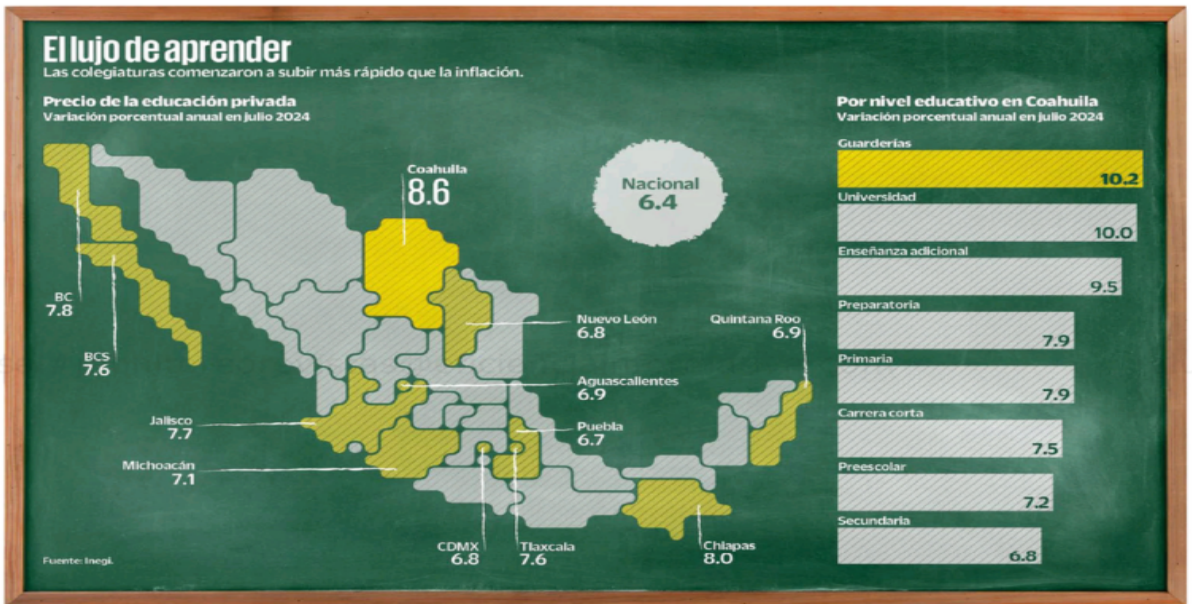 El lujo de aprender
Las colegiaturas comenzaron a subir más rápido que la inflación.
Precio de la educación privada
Variación porcentual anual en julio 2024
Coahuila
8.6
Nacional
6.4
BC
7.8
BCS
7.6
Nuevo León
6.8
Quintana Roo
6.9
Aguascalientes
6.9
Jalisco
7.7
Puebla
6.7
Michoacán
7.1
CDMX
6.8
Tlaxcala
7.6
Chiapas
8.0
Fuente: Inegi.
Por nivel educativo en Coahuila
Variación porcentual anual en julio 2024
Guarderías
10.2
Universidad
10.0
Enseñanza adicional
9.5
Preparatoria
7.9
Primaria
7.9
Carrera corta
7.5
Preescolar
7.2
Secundaria
6.8